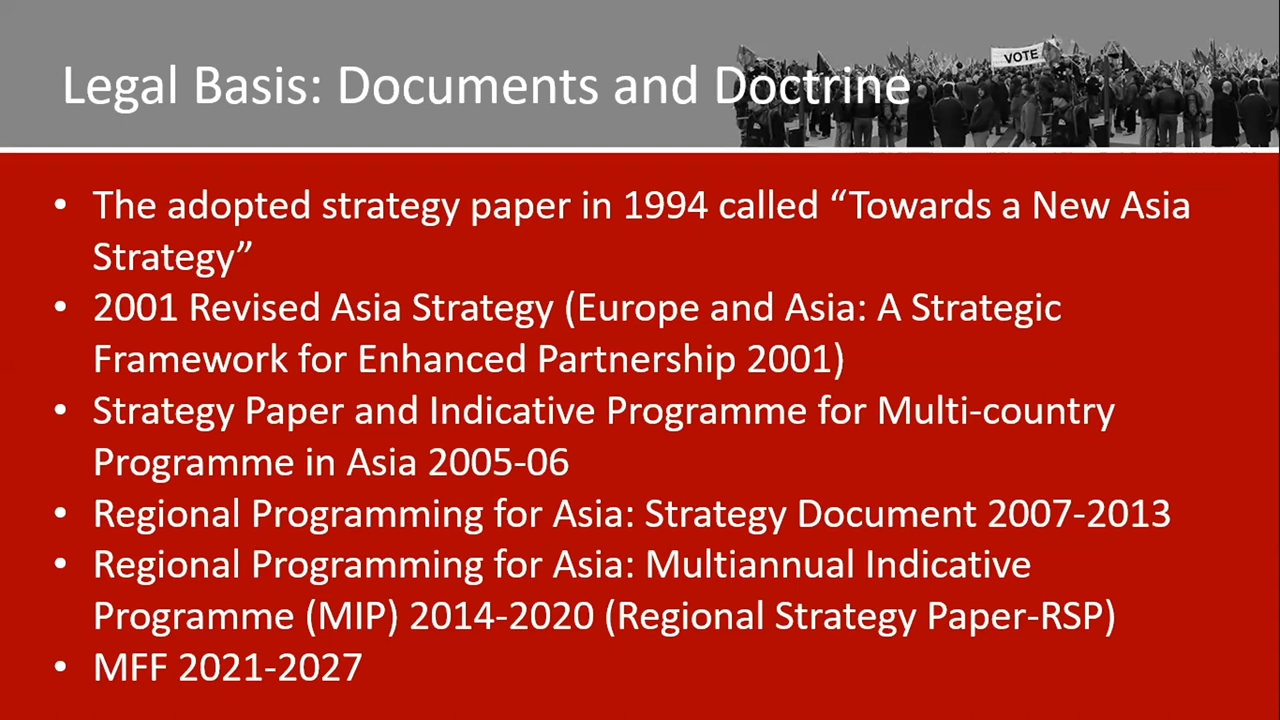 VOTE
Legal Basis: Documents and Doctrine
• The adopted strategy paper in 1994 called “Towards a New Asia
Strategy”
• 2001 Revised Asia Strategy (Europe and Asia: A Strategic
Framework for Enhanced Partnership 2001)
• Strategy Paper and Indicative Programme for Multi-country
Programme in Asia 2005-06
• Regional Programming for Asia: Strategy Document 2007-2013
• Regional Programming for Asia: Multiannual Indicative
Programme (MIP) 2014-2020 (Regional Strategy Paper-RSP)
• MFF 2021-2027